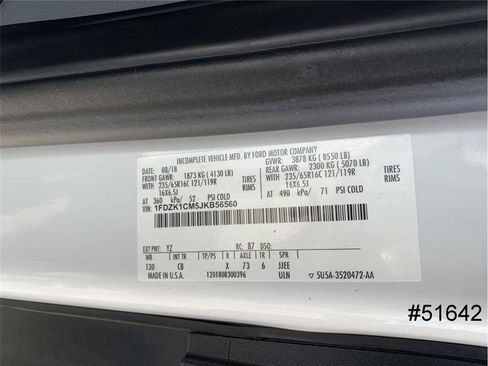 INCOMPLETE VEHICLE MFD. BY FORD MOTOR COMPANY
DATE: 08/18 GVWR: 3878 KG ( 8550 LB)
FRONT GAWR: 1873 KG ( 4130 LB) REAR GAWR: 2300 KG ( 5070 LB)
WITH WITH
235/65R16C 121/119R TIRES 235/65R16C 121/119R TIRES
16X6.5J RIMS 16X6.5J RIMS
AT 360 kPa/ 52 PSI COLD AT 490 kPa/ 71 PSI COLD
VIN: 1FDZK1CM5JKB56560
EXT PNT: YZ RC: 87 DSO:
WB INT TR TP/PS R AXLE TR SPR
130 CB X 73 6 JJEE
MADE IN U.S.A. 1201808300396 ULN 5U5A-3520472-AA
#51642